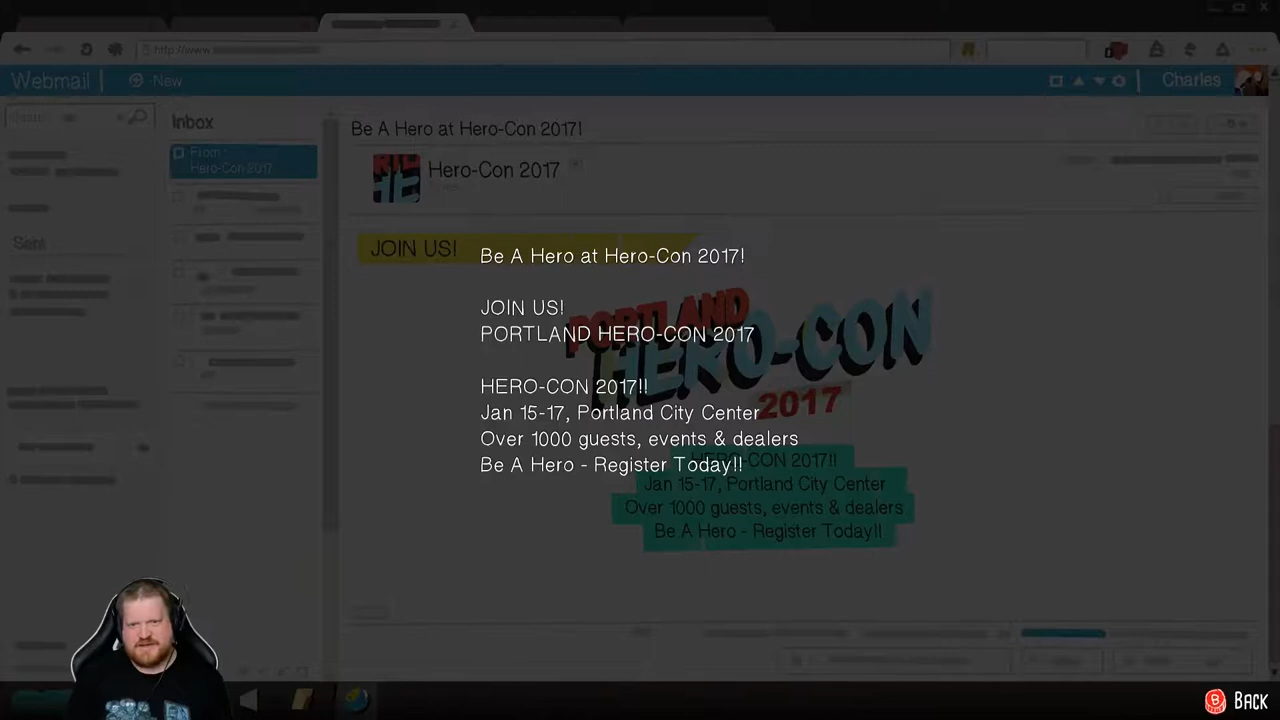 http://www.
Webmail
New
Charles
Inbox
From:
Hero-Con 2017
Sent
Be A Hero at Hero-Con 2017!
Hero-Con 2017
JOIN US!
PORTLAND
HERO-CON
2017
HERO-CON 2017!!
Jan 15-17, Portland City Center
Over 1000 guests, events & dealers
Be A Hero - Register Today!!
Be A Hero at Hero-Con 2017!
JOIN US!
PORTLAND HERO-CON 2017
HERO-CON 2017!!
Jan 15-17, Portland City Center
Over 1000 guests, events & dealers
Be A Hero - Register Today!!
B BACK